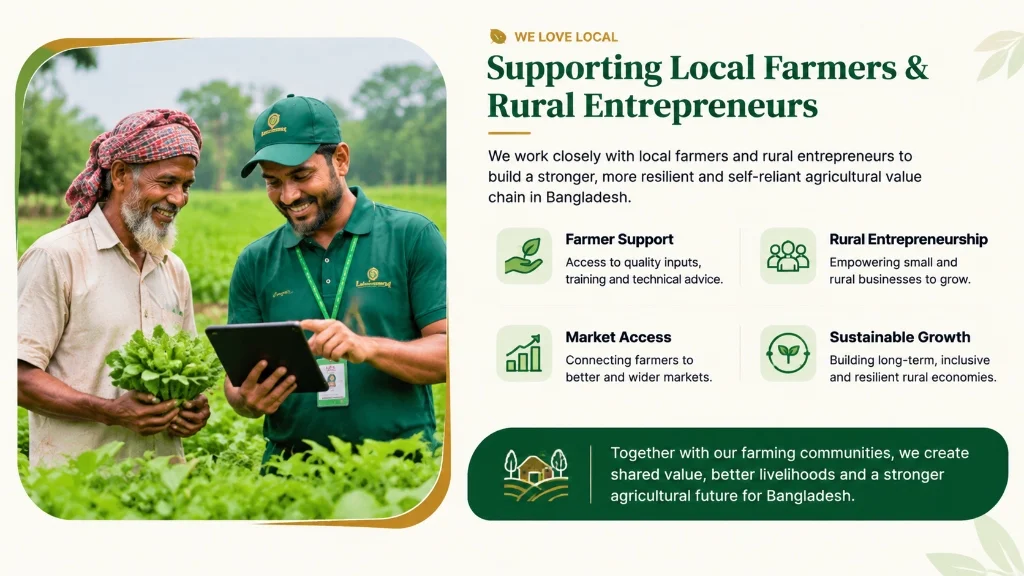 WE LOVE LOCAL
Supporting Local Farmers &
Rural Entrepreneurs
We work closely with local farmers and rural entrepreneurs to
build a stronger, more resilient and self-reliant agricultural value
chain in Bangladesh.
Farmer Support
Access to quality inputs,
training and technical advice.
Rural Entrepreneurship
Empowering small and
rural businesses to grow.
Market Access
Connecting farmers to
better and wider markets.
Sustainable Growth
Building long-term, inclusive
and resilient rural economies.
Together with our farming communities, we create
shared value, better livelihoods and a stronger
agricultural future for Bangladesh.